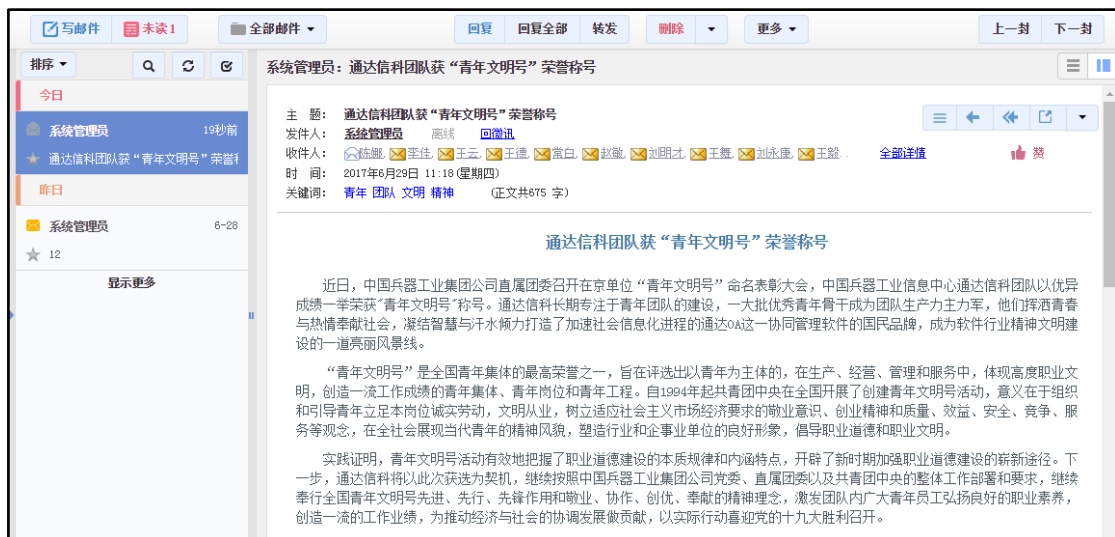 写邮件 未读1 全部邮件 回复 回复全部 转发 删除 更多 上一封 下一封
排序
今日
系统管理员 19秒前
通达信科团队获“青年文明号”荣誉
昨日
系统管理员 6-28
12
显示更多
系统管理员：通达信科团队获“青年文明号”荣誉称号
主 题： 通达信科团队获“青年文明号”荣誉称号
发件人： 系统管理员 离线 回微讯
收件人： 陈娜, 李佳, 王云, 王德, 常白, 赵敏, 刘明才, 王舞, 刘永康, 王毅.. 全部详情 赞
时 间： 2017年6月29日 11:18(星期四)
关键词： 青年 团队 文明 精神 (正文共675 字)
通达信科团队获“青年文明号”荣誉称号
近日，中国兵器工业集团公司直属团委召开在京单位“青年文明号”命名表彰大会，中国兵器工业信息中心通达信科团队以优异
成绩一举荣获"青年文明号"称号。通达信科长期专注于青年团队的建设，一大批优秀青年骨干成为团队生产力主力军，他们挥洒青春
与热情奉献社会，凝结智慧与汗水倾力打造了加速社会信息化进程的通达OA这一协同管理软件的国民品牌，成为软件行业精神文明建
设的一道亮丽风景线。
“青年文明号”是全国青年集体的最高荣誉之一，旨在评选出以青年为主体的，在生产、经营、管理和服务中，体现高度职业文
明，创造一流工作成绩的青年集体、青年岗位和青年工程。自1994年起共青团中央在全国开展了创建青年文明号活动，意义在于组织
和引导青年立足本岗位诚实劳动，文明从业，树立适应社会主义市场经济要求的敬业意识、创业精神和质量、效益、安全、竞争、服
务等观念，在全社会展现当代青年的精神风貌，塑造行业和企事业单位的良好形象，倡导职业道德和职业文明。
实践证明，青年文明号活动有效地把握了职业道德建设的本质规律和内涵特点，开辟了新时期加强职业道德建设的崭新途径。下
一步，通达信科将以此次获选为契机，继续按照中国兵器工业集团公司党委、直属团委以及共青团中央的整体工作部署和要求，继续
奉行全国青年文明号先进、先行、先锋作用和敬业、协作、创优、奉献的精神理念，激发团队内广大青年员工弘扬良好的职业素养，
创造一流的工作业绩，为推动经济与社会的协调发展做贡献，以实际行动喜迎党的十九大胜利召开。